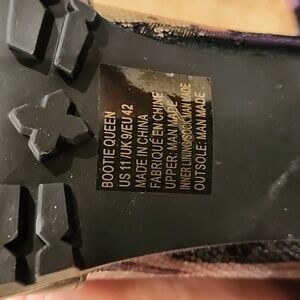 BOOTIE QUEEN
US 11 /UK 9/EU 42
MADE IN CHINA
FABRIQUÉ EN CHINE
UPPER: MAN MADE
INNER LINING/SOCK:MAN MADE
OUTSOLE: MAN MADE